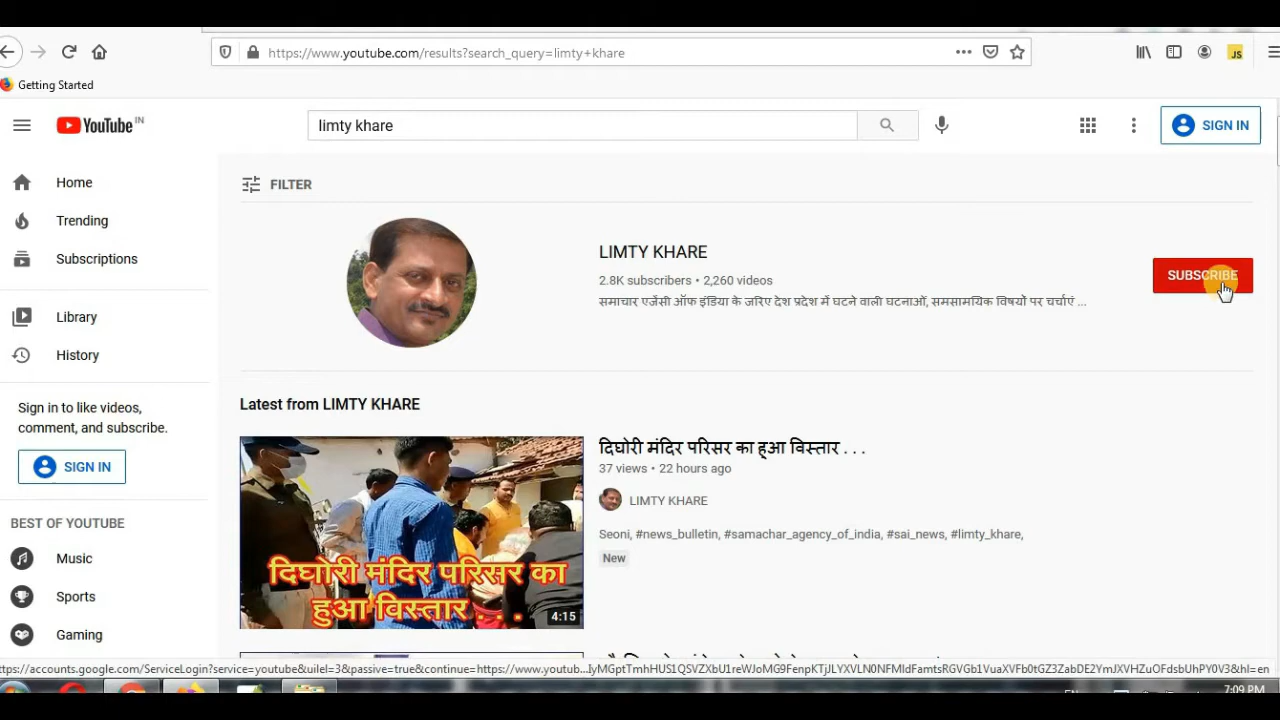 https://www.youtube.com/results?search_query=limty+khare
JS
Getting Started
YouTube IN
limty khare
SIGN IN
Home
Trending
Subscriptions
Library
History
Sign in to like videos,
comment, and subscribe.
SIGN IN
BEST OF YOUTUBE
Music
Sports
Gaming
FILTER
LIMTY KHARE
2.8K subscribers • 2,260 videos
समाचार एजेंसी ऑफ इंडिया के जरिए देश प्रदेश में घटने वाली घटनाओं, समसामयिक विषयों पर चर्चाएं ...
SUBSCRIBE
Latest from LIMTY KHARE
दिघोरी मंदिर परिसर का
हुआ विस्तार . . .
4:15
दिघोरी मंदिर परिसर का हुआ विस्तार . . .
37 views • 22 hours ago
LIMTY KHARE
Seoni, #news_bulletin, #samachar_agency_of_india, #sai_news, #limty_khare,
New
7:09 PM